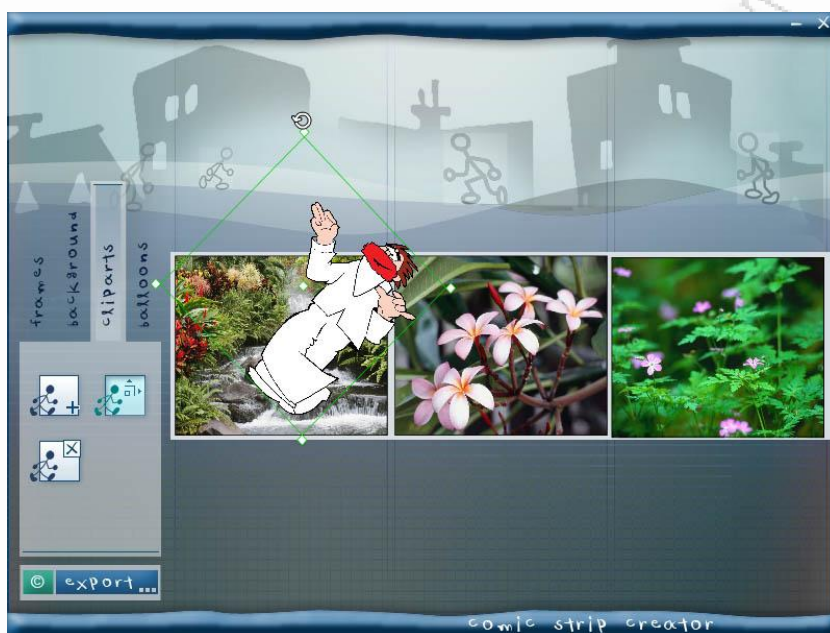 frames
background
cliparts
balloons
© export...
comic strip creator